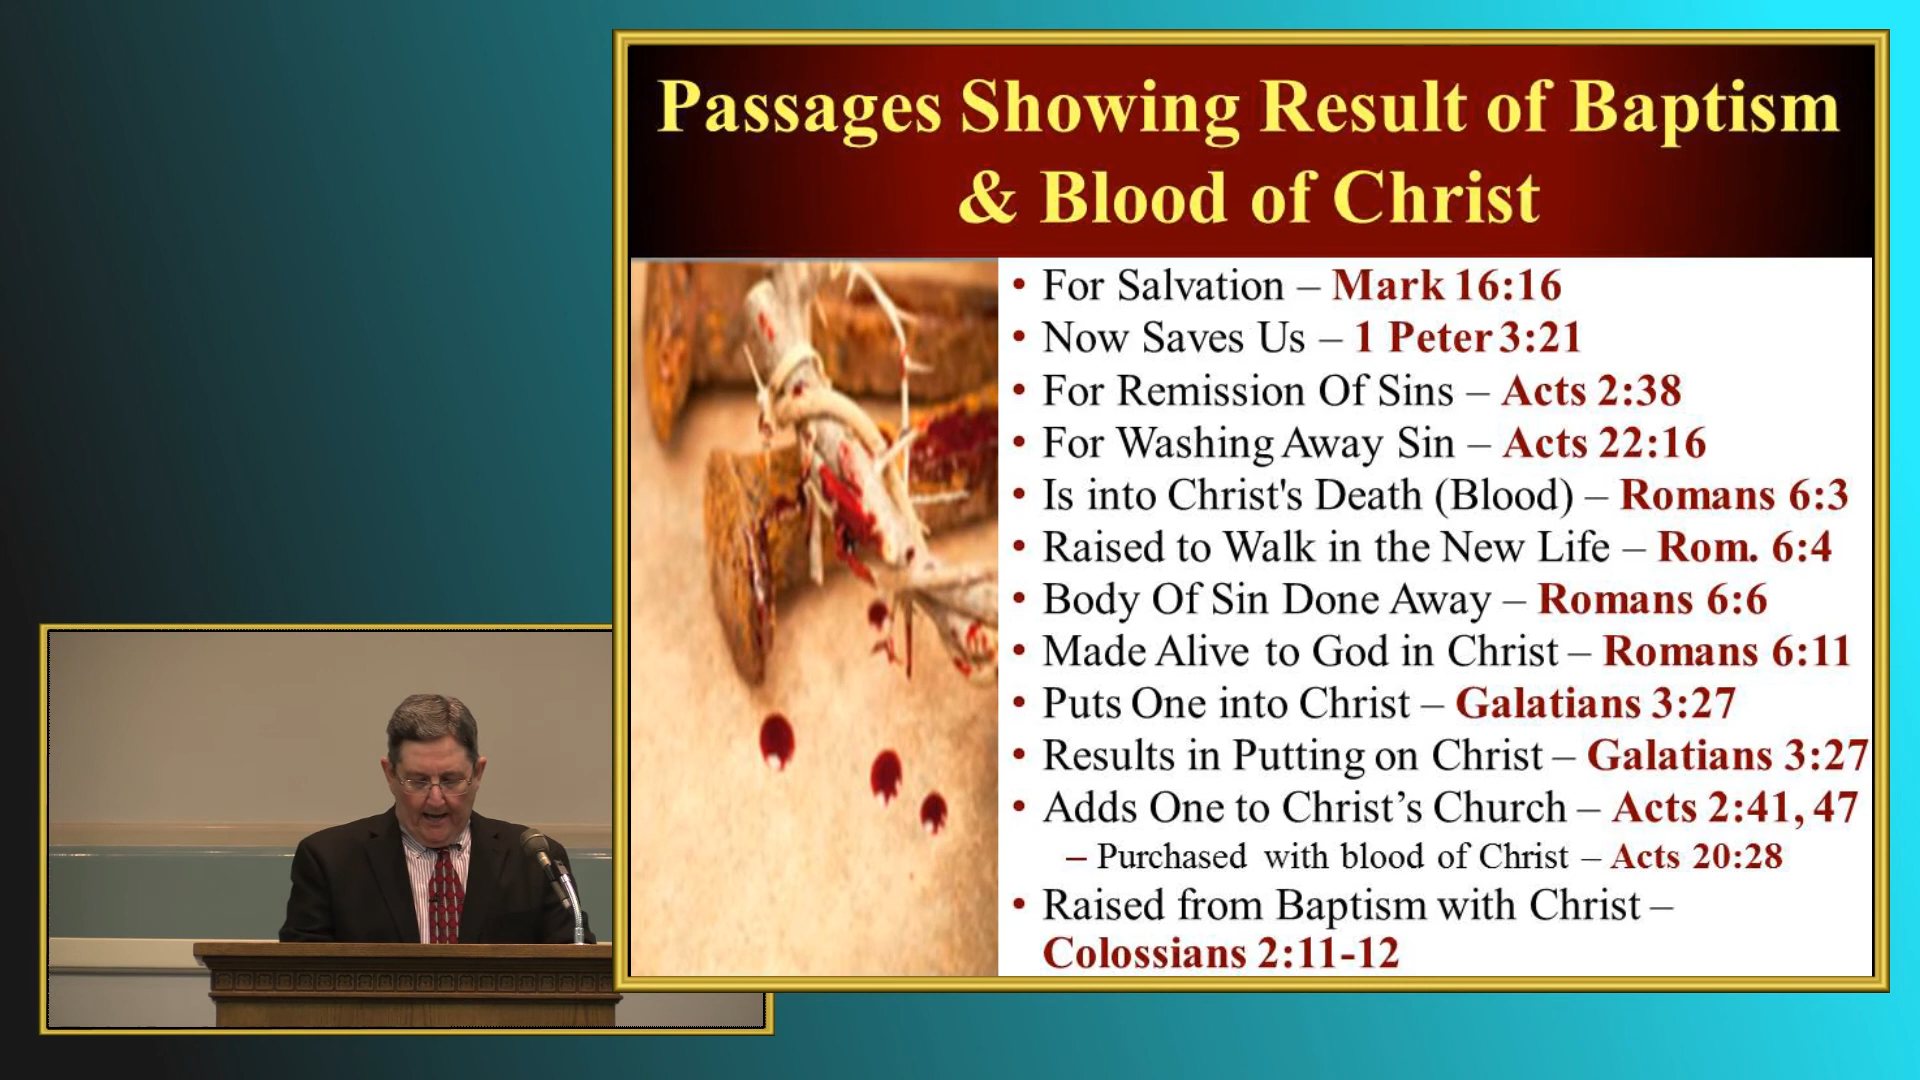 Passages Showing Result of Baptism
& Blood of Christ
• For Salvation – Mark 16:16
• Now Saves Us – 1 Peter 3:21
• For Remission Of Sins – Acts 2:38
• For Washing Away Sin – Acts 22:16
• Is into Christ's Death (Blood) – Romans 6:3
• Raised to Walk in the New Life – Rom. 6:4
• Body Of Sin Done Away – Romans 6:6
• Made Alive to God in Christ – Romans 6:11
• Puts One into Christ – Galatians 3:27
• Results in Putting on Christ – Galatians 3:27
• Adds One to Christ’s Church – Acts 2:41, 47
– Purchased with blood of Christ – Acts 20:28
• Raised from Baptism with Christ –
Colossians 2:11-12